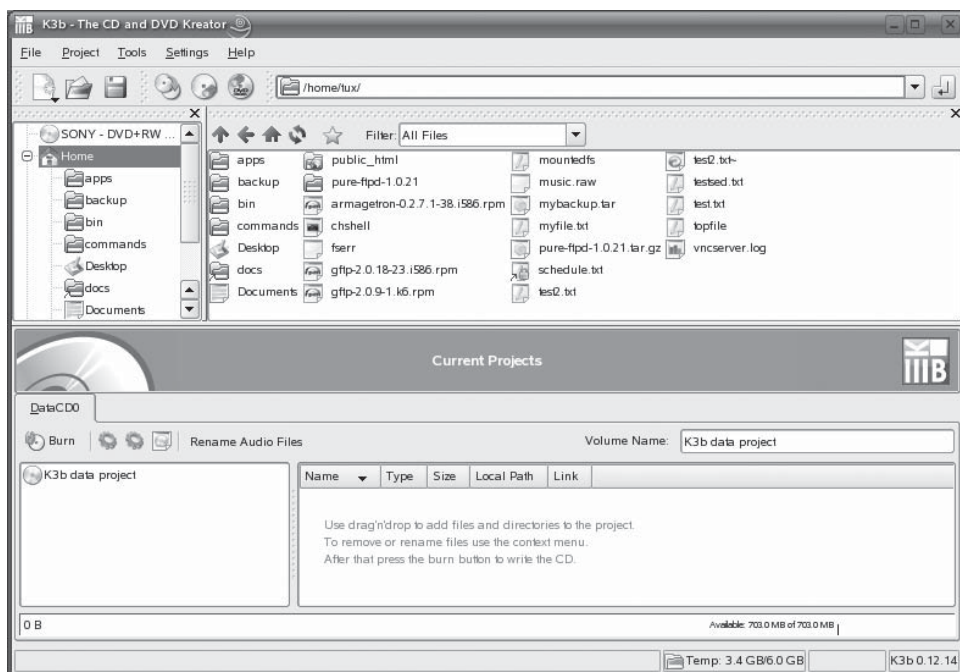 K3b - The CD and DVD Kreator
File Project Tools Settings Help
/home/tux/
SONY - DVD+RW ...
Home
apps
backup
bin
commands
Desktop
docs
Documents
Filter: All Files
apps public_html mountedfs test2.txt~
backup pure-ftpd-1.0.21 music.raw testsed.txt
bin armagetron-0.2.7.1-38.i586.rpm mybackup.tar test.txt
commands chshell myfile.txt topfile
Desktop fserr pure-ftpd-1.0.21.tar.gz vncserver.log
docs gftp-2.0.18-23.i586.rpm schedule.txt
Documents gftp-2.0.9-1.k6.rpm test2.txt
Current Projects
K3B
DataCD0
Burn Rename Audio Files Volume Name: K3b data project
K3b data project
Name Type Size Local Path Link
Use drag'n'drop to add files and directories to the project.
To remove or rename files use the context menu.
After that press the burn button to write the CD.
0 B Available: 703.0 MB of 703.0 MB
Temp: 3.4 GB/6.0 GB K3b 0.12.14